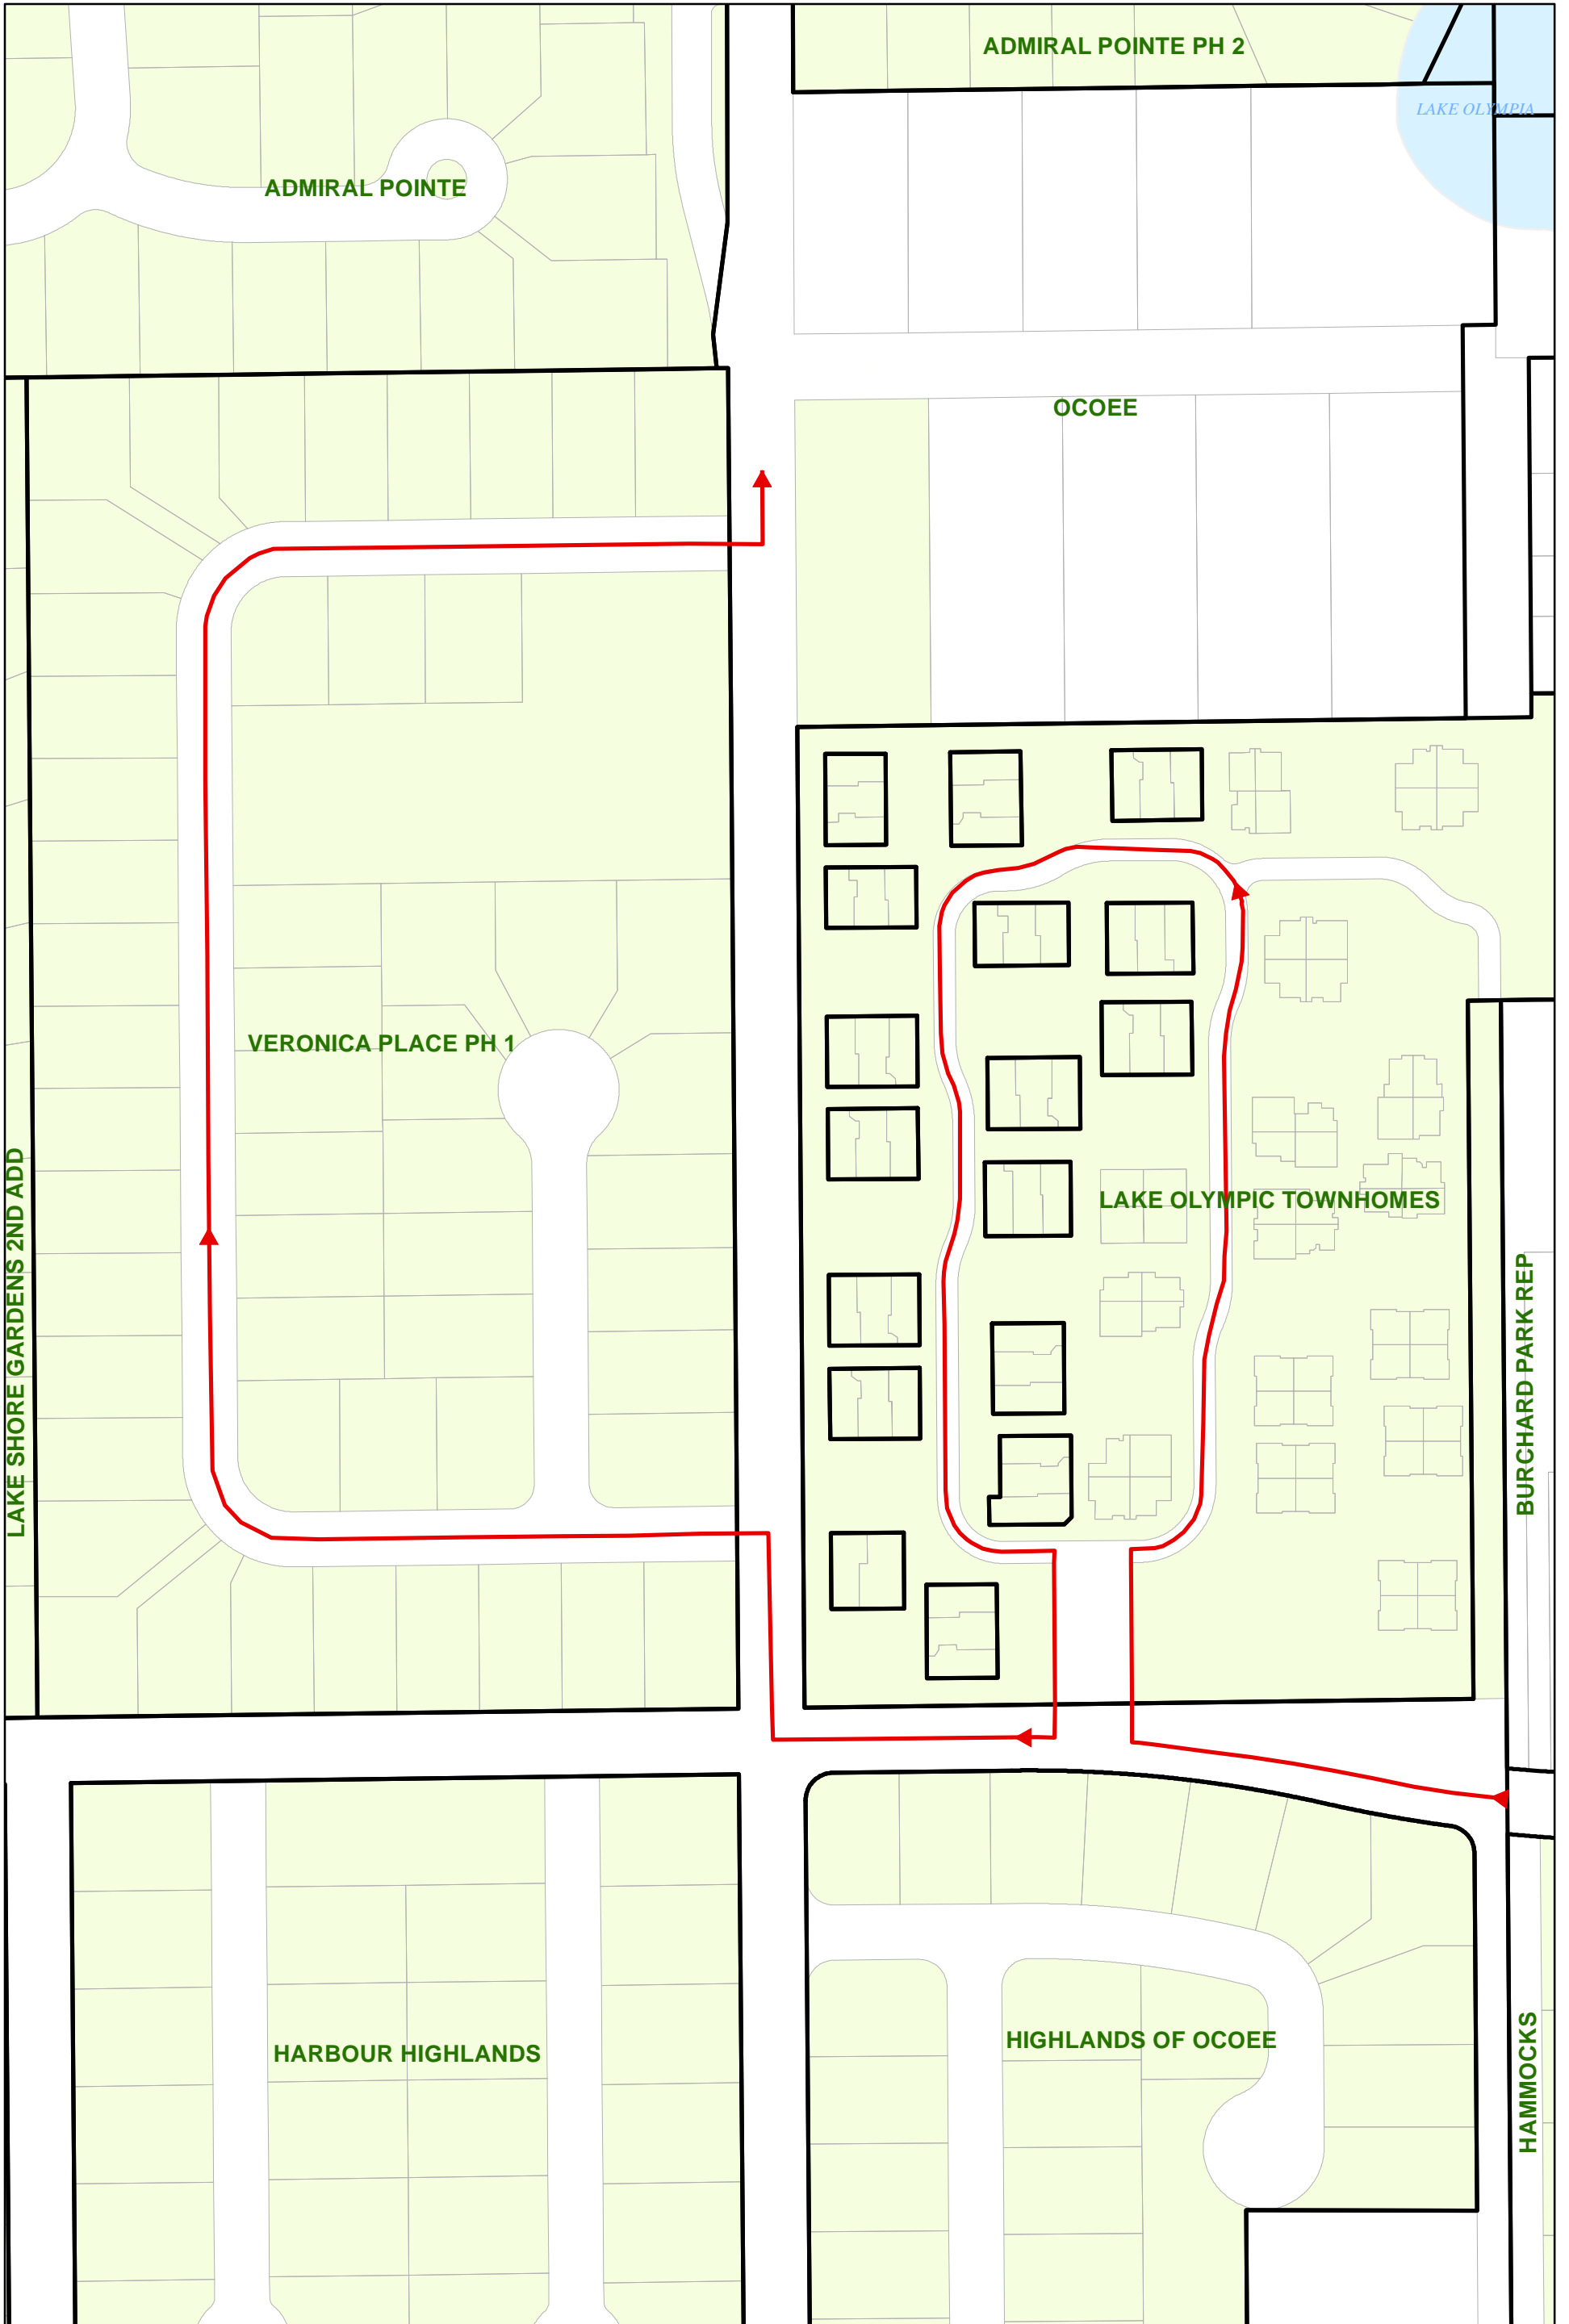 ADMIRAL POINTE PH 2
LAKE OLYMPIA
ADMIRAL POINTE
OCOEE
VERONICA PLACE PH 1
LAKE OLYMPIC TOWNHOMES
LAKE SHORE GARDENS 2ND ADD
BURCHARD PARK REP
HARBOUR HIGHLANDS
HIGHLANDS OF OCOEE
HAMMOCKS